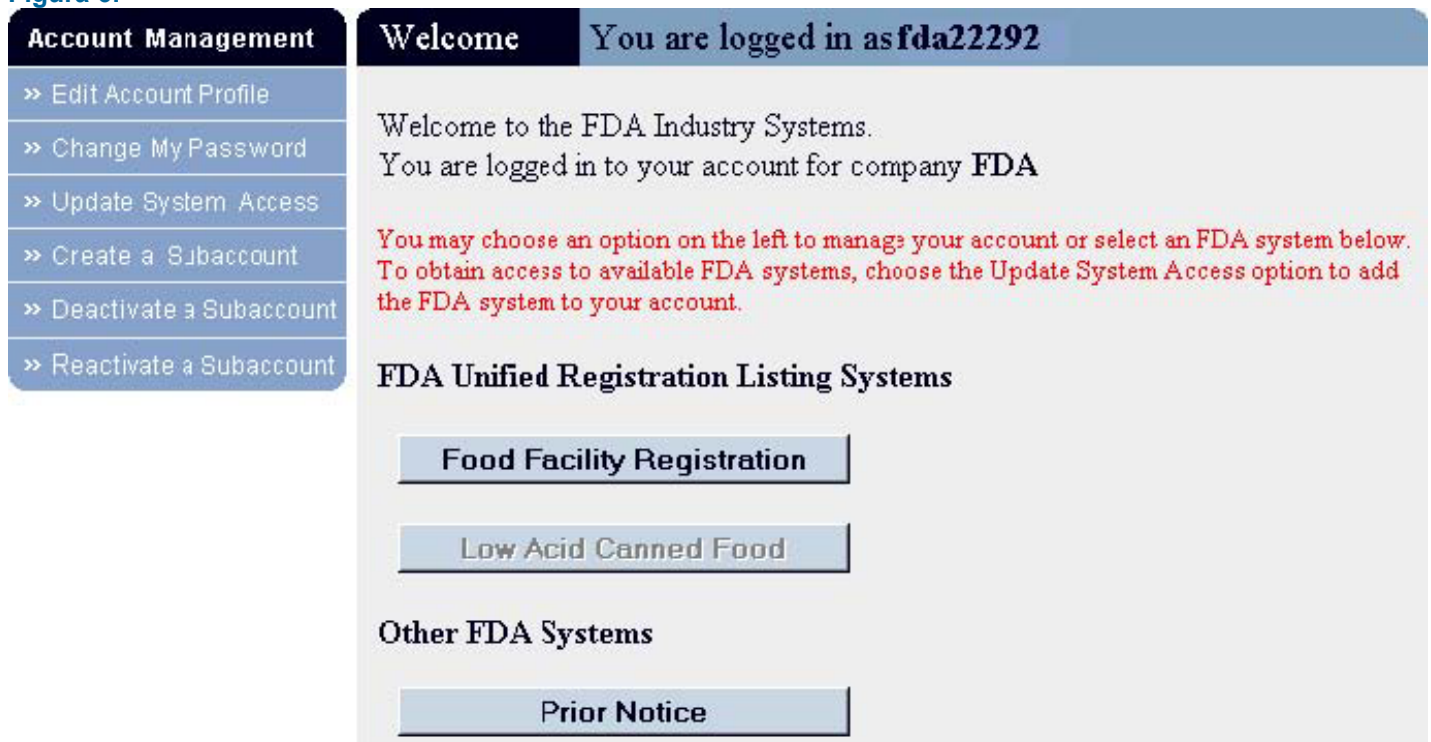 Account Management
» Edit Account Profile
» Change My Password
» Update System Access
» Create a Subaccount
» Deactivate a Subaccount
» Reactivate a Subaccount
Welcome You are logged in as fda22292
Welcome to the FDA Industry Systems.
You are logged in to your account for company FDA
You may choose an option on the left to manage your account or select an FDA system below.
To obtain access to available FDA systems, choose the Update System Access option to add
the FDA system to your account.
FDA Unified Registration Listing Systems
Food Facility Registration
Low Acid Canned Food
Other FDA Systems
Prior Notice